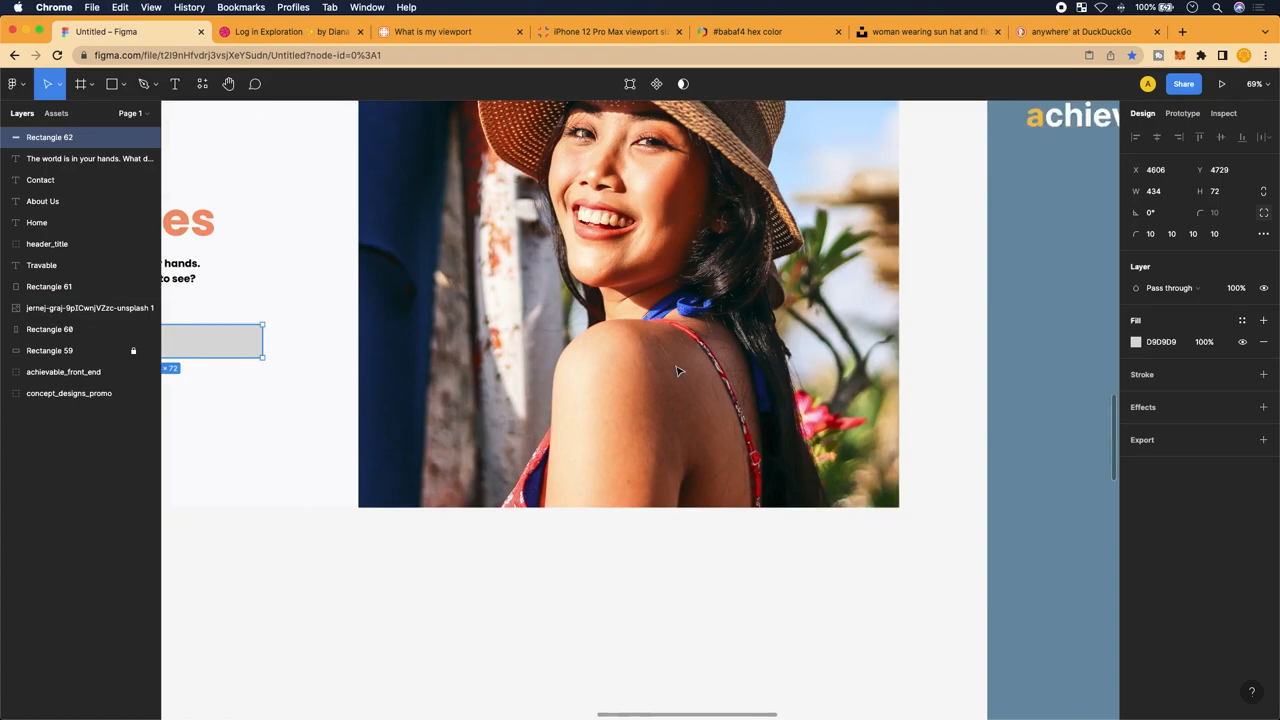 Chrome File Edit View History Bookmarks Profiles Tab Window Help 100%
Untitled – Figma
Log in Exploration ✨ by Diana
What is my viewport
iPhone 12 Pro Max viewport si
#babaf4 hex color
woman wearing sun hat and fl
anywhere' at DuckDuckGo
figma.com/file/t2I9nHfvdrj3vsjXeYSudn/Untitled?node-id=0%3A1
A Share 69%
Layers Assets Page 1
Design Prototype Inspect
Rectangle 62
The world is in your hands. What d...
Contact
About Us
Home
header_title
Travable
Rectangle 61
jernej-graj-9pICwnjVZzc-unsplash 1
Rectangle 60
Rectangle 59
achievable_front_end
concept_designs_promo
es
hands.
to see?
× 72
achiev
X 4606 Y 4729
W 434 H 72
0° 10
10 10 10 10
Layer
Pass through 100%
Fill
D9D9D9 100%
Stroke
Effects
Export
?